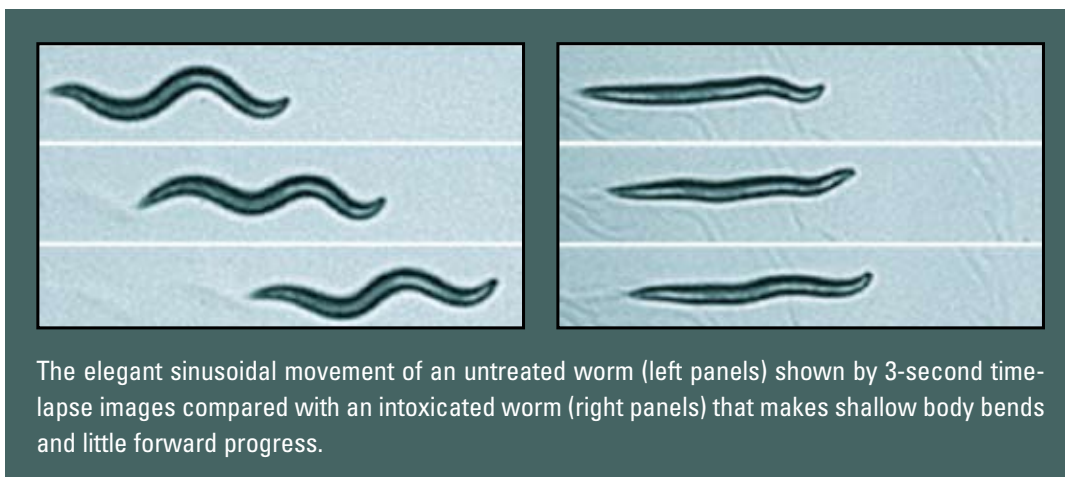 The elegant sinusoidal movement of an untreated worm (left panels) shown by 3-second time-
lapse images compared with an intoxicated worm (right panels) that makes shallow body bends
and little forward progress.